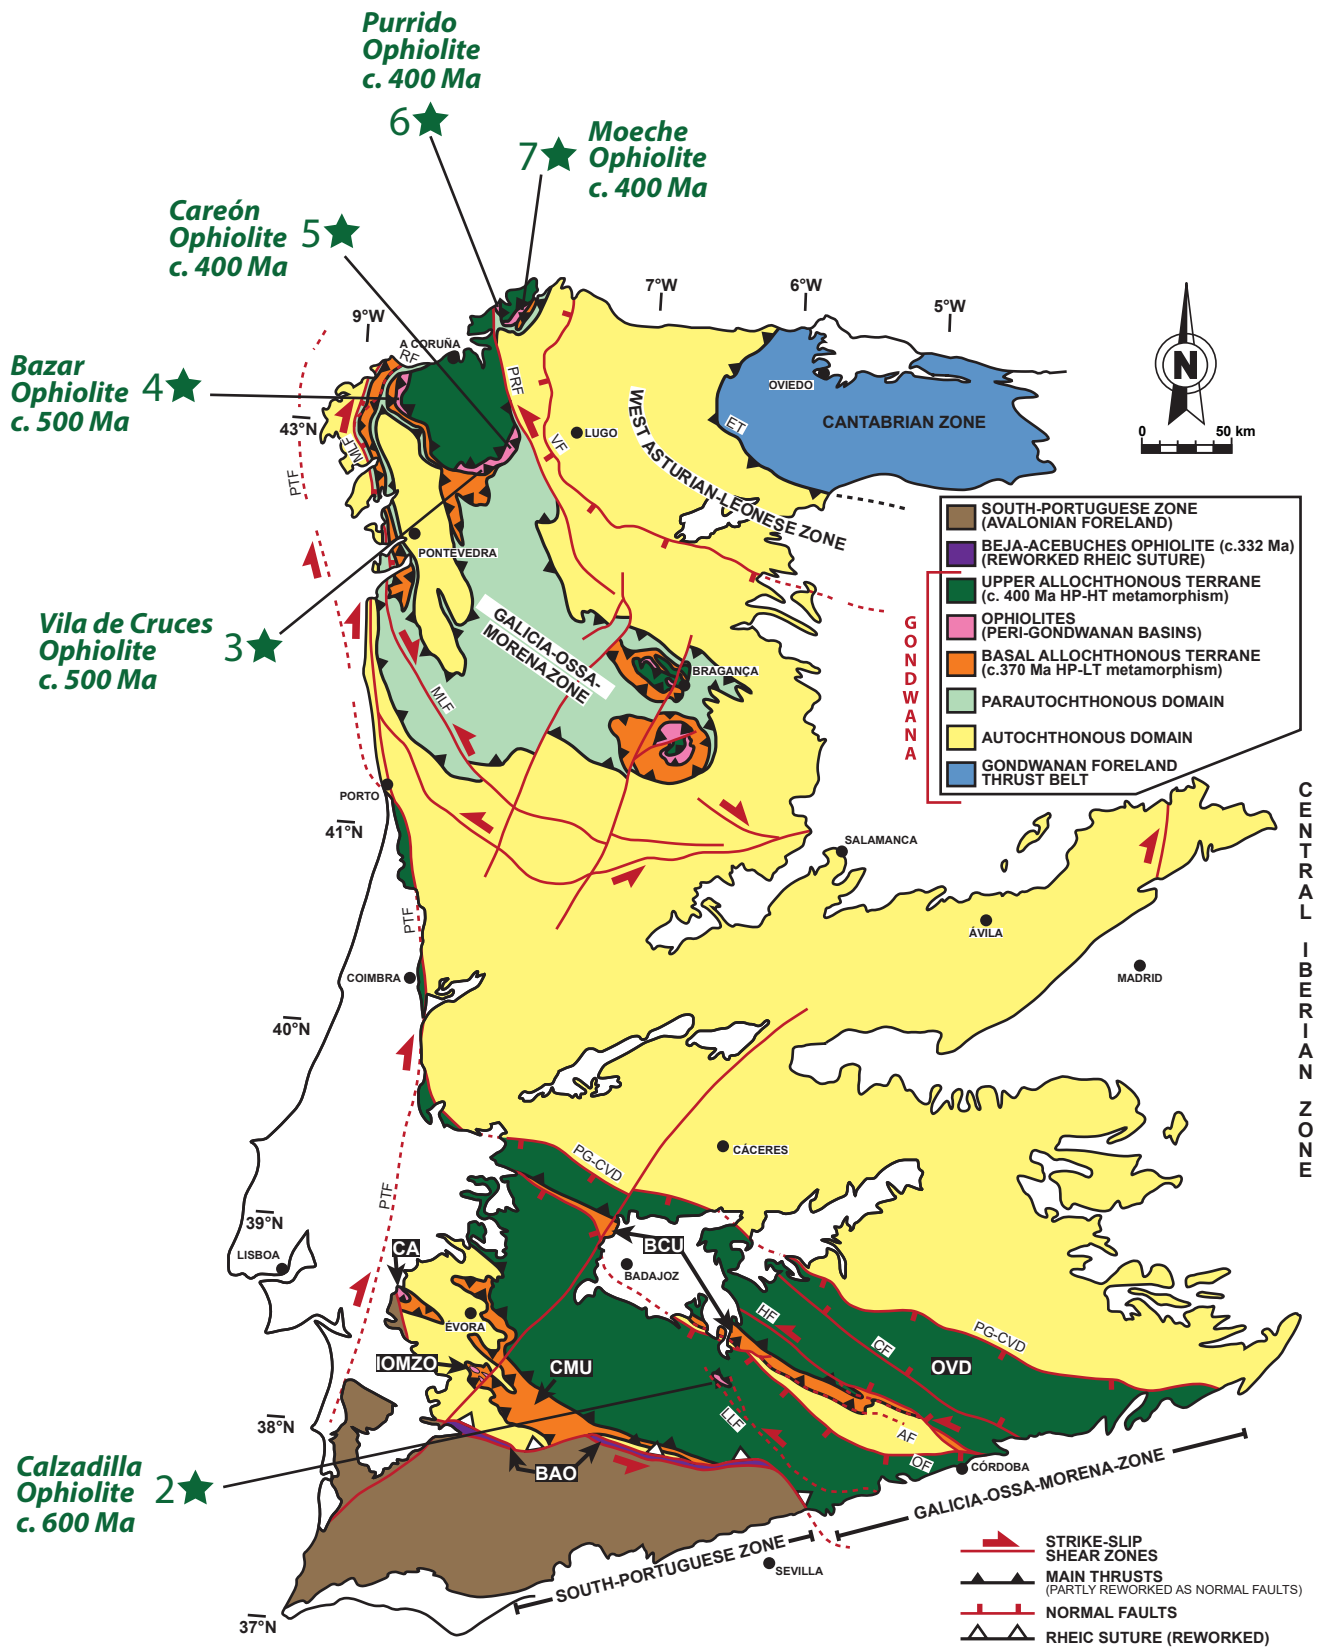 Purrido
Ophiolite
c. 400 Ma
6
7
Moeche
Ophiolite
c. 400 Ma
Careón
Ophiolite
c. 400 Ma
5
Bazar
Ophiolite
c. 500 Ma
4
Vila de Cruces
Ophiolite
c. 500 Ma
3
Calzadilla
Ophiolite
c. 600 Ma
2
9°W
7°W
6°W
5°W
43°N
41°N
40°N
39°N
38°N
37°N
A CORUÑA
RF
PRF
VF
MLF
PTF
LUGO
OVIEDO
ET
CANTABRIAN ZONE
WEST ASTURIAN-LEONESE ZONE
N
0 50 km
PONTEVEDRA
GALICIA-OSSA-
MORENA ZONE
MLF
BRAGANÇA
PORTO
SALAMANCA
ÁVILA
MADRID
PTF
COIMBRA
CÁCERES
PG-CVD
PTF
LISBOA
CA
BCU
BADAJOZ
ÉVORA
IOMZO
CMU
HF
CF
PG-CVD
OVD
LLF
AF
OF
CÓRDOBA
BAO
SEVILLA
SOUTH-PORTUGUESE ZONE
GALICIA-OSSA-MORENA-ZONE
CENTRAL IBERIAN ZONE
GONDWANA
SOUTH-PORTUGUESE ZONE
(AVALONIAN FORELAND)
BEJA-ACEBUCHES OPHIOLITE (c.332 Ma)
(REWORKED RHEIC SUTURE)
UPPER ALLOCHTHONOUS TERRANE
(c. 400 Ma HP-HT metamorphism)
OPHIOLITES
(PERI-GONDWANAN BASINS)
BASAL ALLOCHTHONOUS TERRANE
(c.370 Ma HP-LT metamorphism)
PARAUTOCHTHONOUS DOMAIN
AUTOCHTHONOUS DOMAIN
GONDWANAN FORELAND
THRUST BELT
STRIKE-SLIP
SHEAR ZONES
MAIN THRUSTS
(PARTLY REWORKED AS NORMAL FAULTS)
NORMAL FAULTS
RHEIC SUTURE (REWORKED)